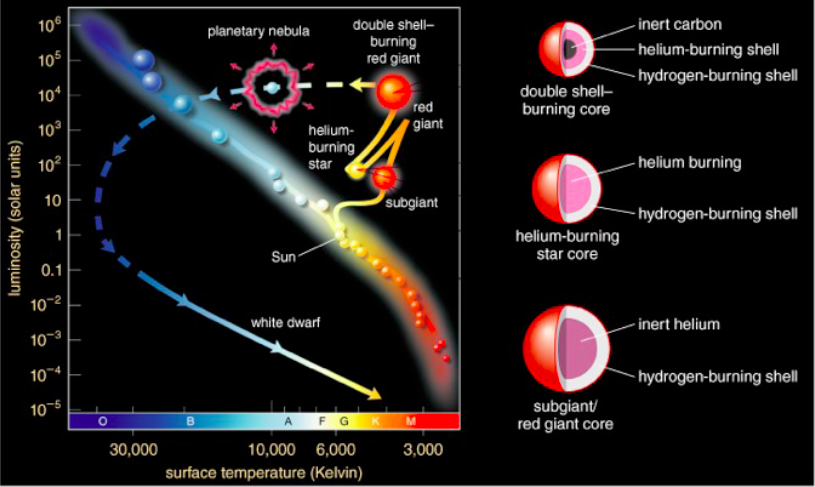 luminosity (solar units)
10⁶
10⁵
10⁴
10³
10²
10
1
0.1
10⁻²
10⁻³
10⁻⁴
10⁻⁵
planetary nebula
double shell–
burning
red giant
red
giant
helium-
burning
star
subgiant
Sun
white dwarf
O B A F G K M
30,000 10,000 6,000 3,000
surface temperature (Kelvin)
inert carbon
helium-burning shell
hydrogen-burning shell
double shell–
burning core
helium burning
hydrogen-burning shell
helium-burning
star core
inert helium
hydrogen-burning shell
subgiant/
red giant core